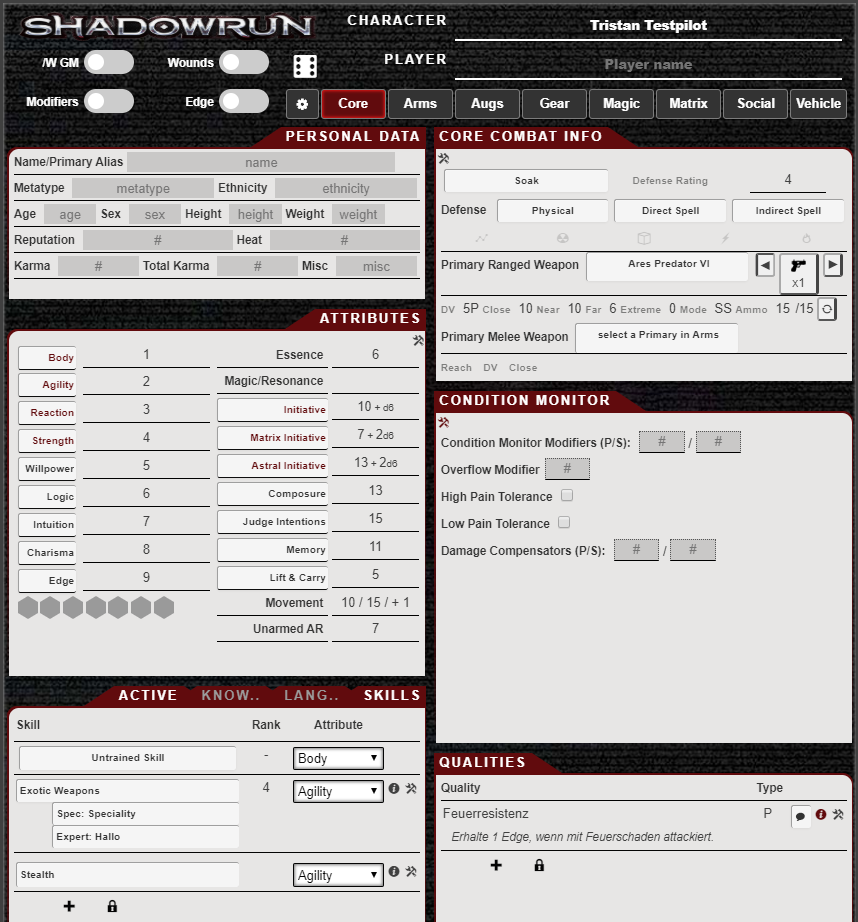 SHADOWRUN
CHARACTER Tristan Testpilot
/W GM Wounds PLAYER Player name
Modifiers Edge Core Arms Augs Gear Magic Matrix Social Vehicle
PERSONAL DATA
Name/Primary Alias name
Metatype metatype Ethnicity ethnicity
Age age Sex sex Height height Weight weight
Reputation # Heat #
Karma # Total Karma # Misc misc
ATTRIBUTES
Body 1 Essence 6
Agility 2 Magic/Resonance
Reaction 3 Initiative 10 + d6
Strength 4 Matrix Initiative 7 + 2d6
Willpower 5 Astral Initiative 13 + 2d6
Logic 6 Composure 13
Intuition 7 Judge Intentions 15
Charisma 8 Memory 11
Edge 9 Lift & Carry 5
Movement 10 / 15 / + 1
Unarmed AR 7
ACTIVE KNOW.. LANG.. SKILLS
Skill Rank Attribute
Untrained Skill - Body
Exotic Weapons 4 Agility
Spec: Speciality
Expert: Hallo
Stealth Agility
CORE COMBAT INFO
Soak Defense Rating 4
Defense Physical Direct Spell Indirect Spell
Primary Ranged Weapon Ares Predator VI x1
DV 5P Close 10 Near 10 Far 6 Extreme 0 Mode SS Ammo 15 /15
Primary Melee Weapon select a Primary in Arms
Reach DV Close
CONDITION MONITOR
Condition Monitor Modifiers (P/S): # / #
Overflow Modifier #
High Pain Tolerance
Low Pain Tolerance
Damage Compensators (P/S): # / #
QUALITIES
Quality Type
Feuerresistenz P
Erhalte 1 Edge, wenn mit Feuerschaden attackiert.